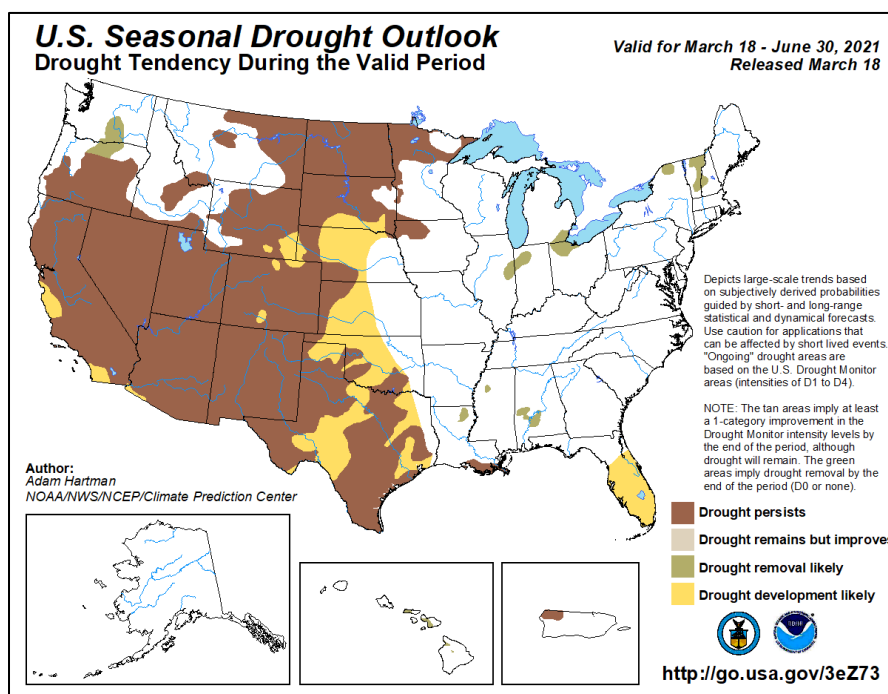 U.S. Seasonal Drought Outlook
Drought Tendency During the Valid Period
Valid for March 18 - June 30, 2021
Released March 18
Depicts large-scale trends based
on subjectively derived probabilities
guided by short- and long-range
statistical and dynamical forecasts.
Use caution for applications that
can be affected by short lived events.
"Ongoing" drought areas are
based on the U.S. Drought Monitor
areas (intensities of D1 to D4).
NOTE: The tan areas imply at least
a 1-category improvement in the
Drought Monitor intensity levels by
the end of the period, although
drought will remain. The green
areas imply drought removal by the
end of the period (D0 or none).
Author:
Adam Hartman
NOAA/NWS/NCEP/Climate Prediction Center
Drought persists
Drought remains but improves
Drought removal likely
Drought development likely
http://go.usa.gov/3eZ73